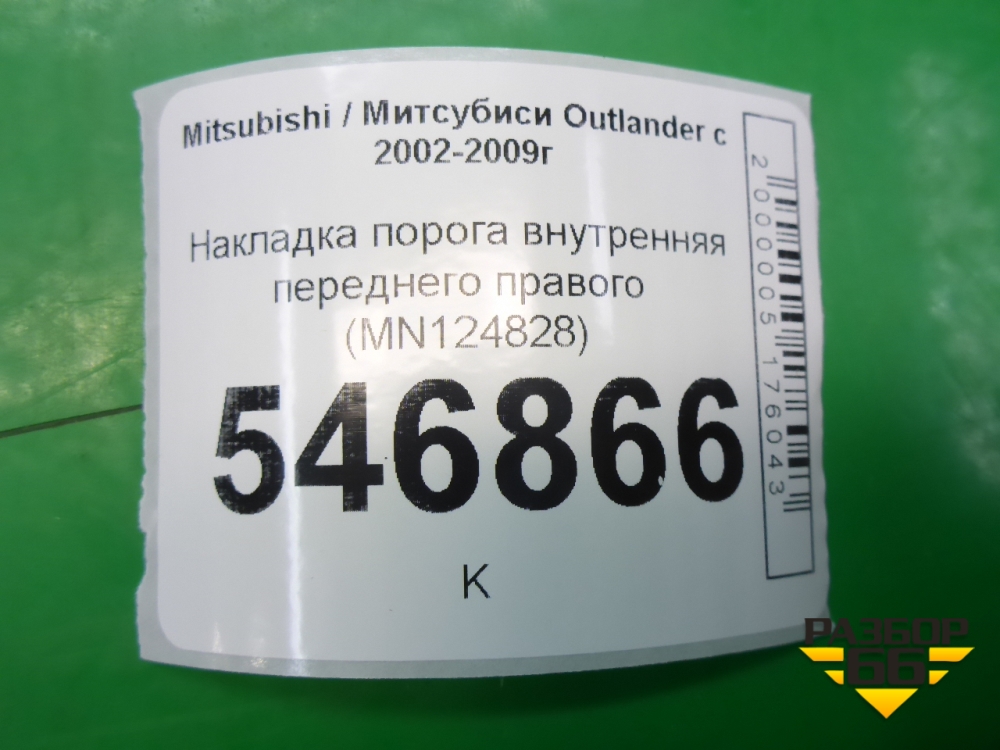 Mitsubishi / Митсубиси Outlander с
2002-2009г
Накладка порога внутренняя
переднего правого
(MN124828)
546866
К
2000005176043
РАЗБОР
66